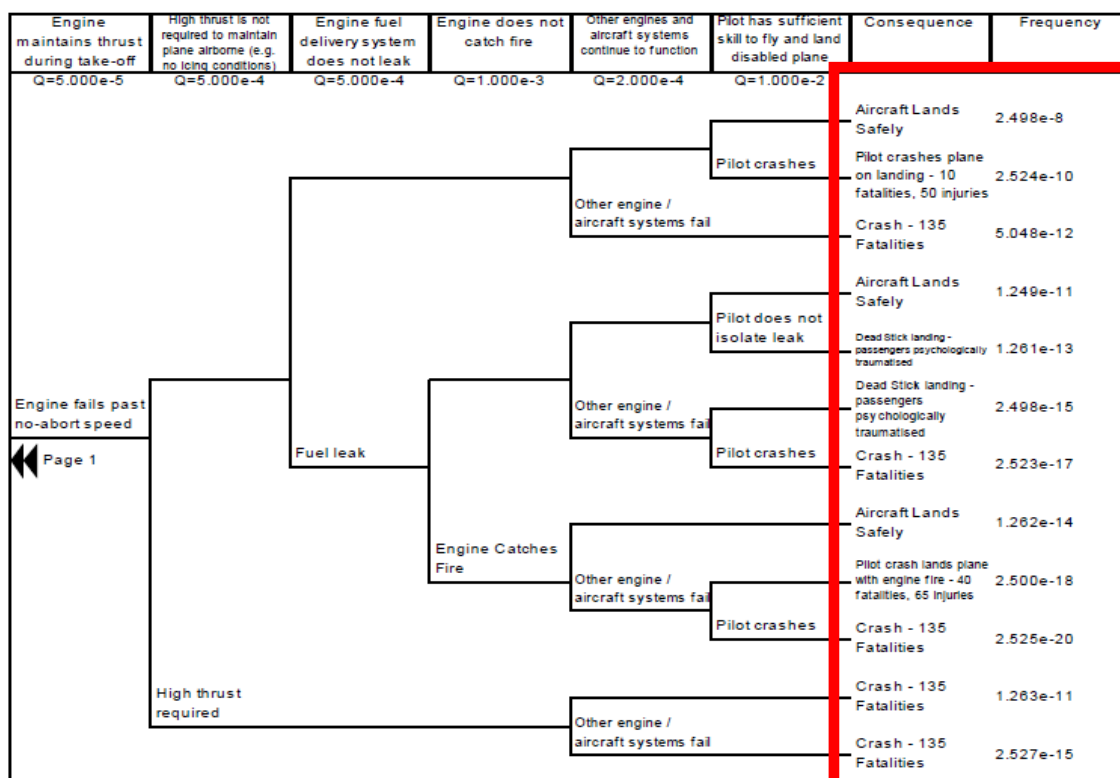 Engine
maintains thrust
during take-off
High thrust is not
required to maintain
plane airborne (e.g.
no icing conditions)
Engine fuel
delivery system
does not leak
Engine does not
catch fire
Other engines and
aircraft systems
continue to function
Pilot has sufficient
skill to fly and land
disabled plane
Consequence
Frequency
Q=5.000e-5
Q=5.000e-4
Q=5.000e-4
Q=1.000e-3
Q=2.000e-4
Q=1.000e-2
Aircraft Lands
Safely
2.498e-8
Pilot crashes
Pilot crashes plane
on landing - 10
fatalities, 50 injuries
2.524e-10
Other engine /
aircraft systems fail
Crash - 135
Fatalities
5.048e-12
Aircraft Lands
Safely
1.249e-11
Pilot does not
isolate leak
Dead Stick landing -
passengers psychologically
traumatised
1.261e-13
Engine fails past
no-abort speed
Page 1
Other engine /
aircraft systems fail
Dead Stick landing -
passengers
psychologically
traumatised
2.498e-15
Fuel leak
Pilot crashes
Crash - 135
Fatalities
2.523e-17
Aircraft Lands
Safely
1.262e-14
Engine Catches
Fire
Other engine /
aircraft systems fail
Pilot crash lands plane
with engine fire - 40
fatalities, 65 injuries
2.500e-18
Pilot crashes
Crash - 135
Fatalities
2.525e-20
High thrust
required
Crash - 135
Fatalities
1.263e-11
Other engine /
aircraft systems fail
Crash - 135
Fatalities
2.527e-15